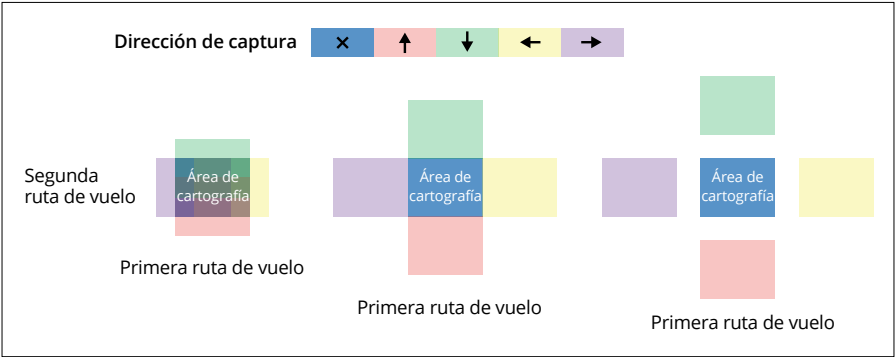 Dirección de captura
Segunda
ruta de vuelo
Área de
cartografía
Primera ruta de vuelo
Área de
cartografía
Primera ruta de vuelo
Área de
cartografía
Primera ruta de vuelo